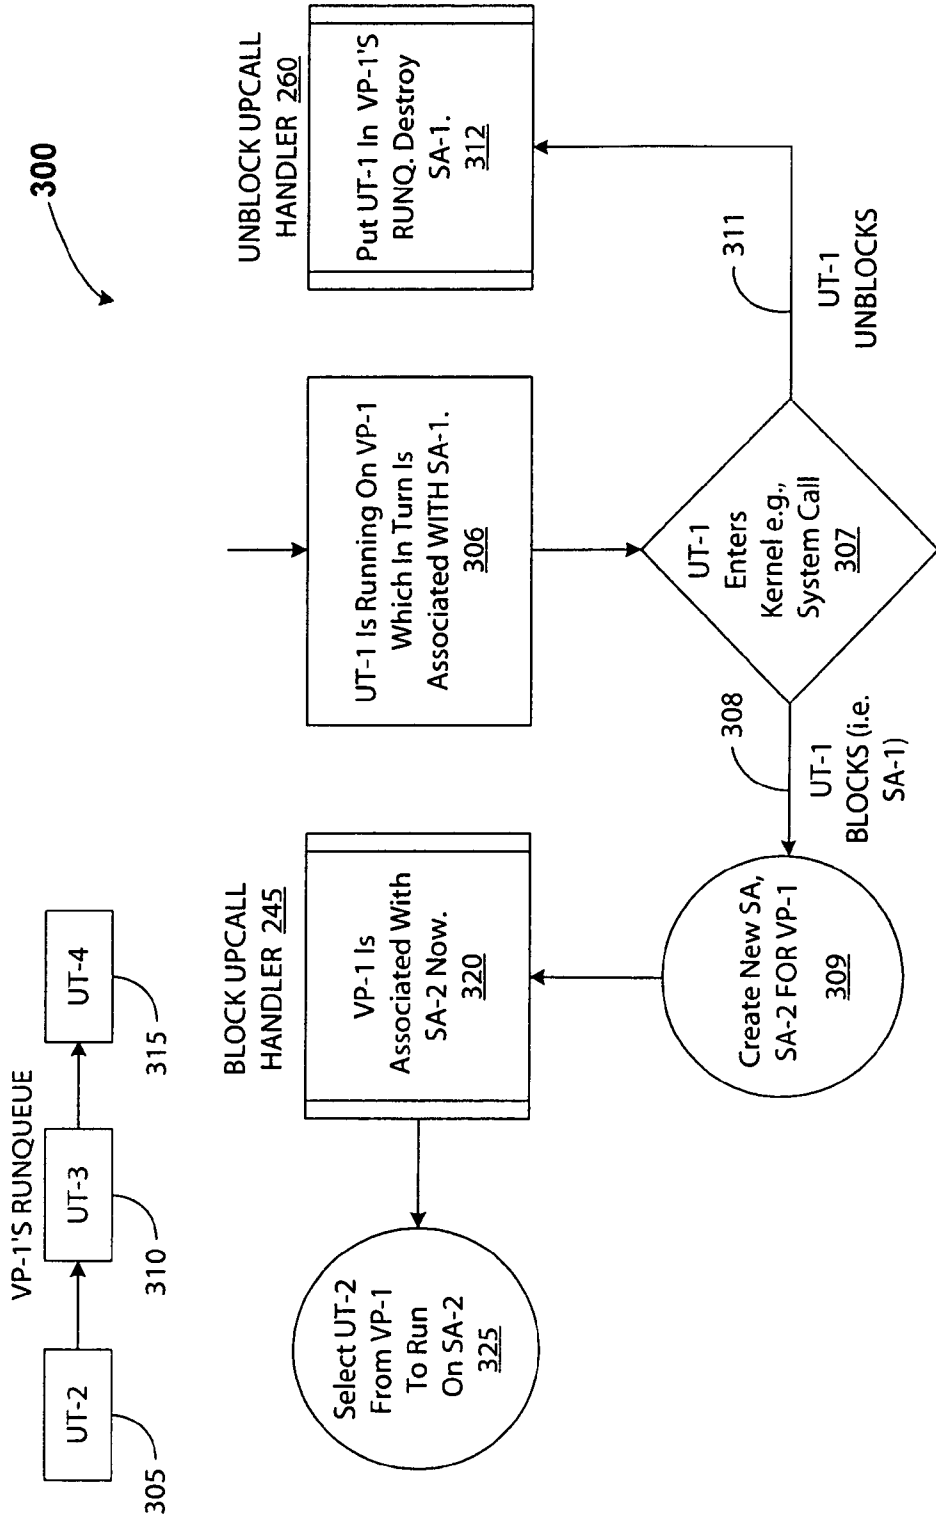 300
VP-1'S RUNQUEUE
UT-2
UT-3
UT-4
305
310
315
BLOCK UPCALL
HANDLER 245
UNBLOCK UPCALL
HANDLER 260
Select UT-2
From VP-1
To Run
On SA-2
325
VP-1 Is
Associated With
SA-2 Now.
320
UT-1 Is Running On VP-1
Which In Turn Is
Associated WITH SA-1.
306
Put UT-1 In VP-1'S
RUNQ. Destroy
SA-1.
312
Create New SA,
SA-2 FOR VP-1
309
308
UT-1
BLOCKS (i.e.
SA-1)
UT-1
Enters
Kernel e.g.,
System Call
307
311
UT-1
UNBLOCKS